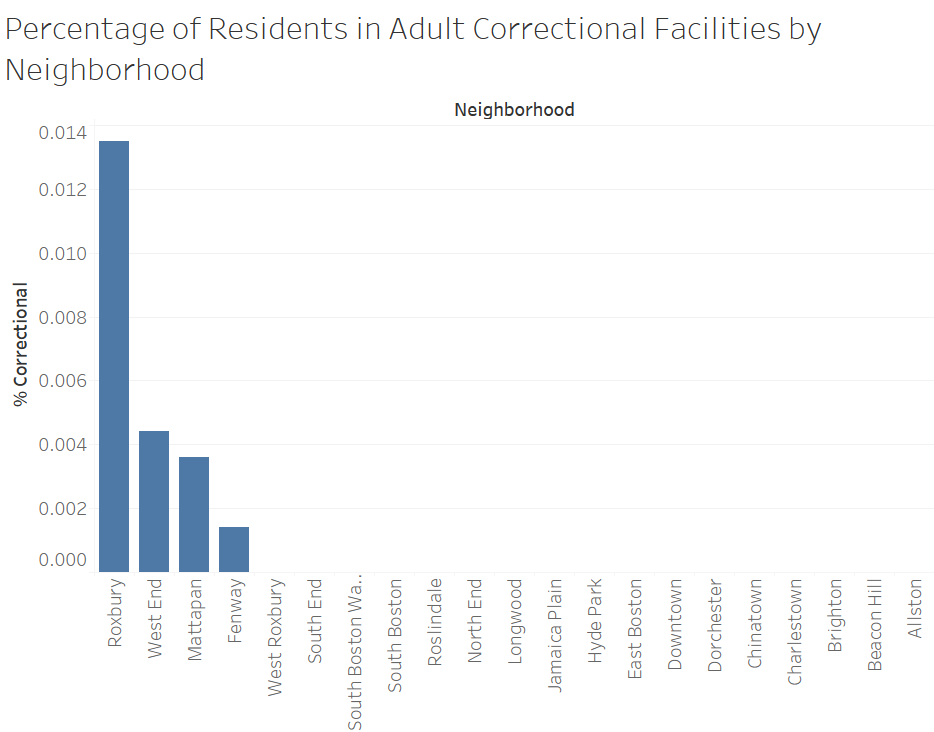 Percentage of Residents in Adult Correctional Facilities by
Neighborhood
Neighborhood
% Correctional
0.014
0.012
0.010
0.008
0.006
0.004
0.002
0.000
Roxbury
West End
Mattapan
Fenway
West Roxbury
South End
South Boston Wa..
South Boston
Roslindale
North End
Longwood
Jamaica Plain
Hyde Park
East Boston
Downtown
Dorchester
Chinatown
Charlestown
Brighton
Beacon Hill
Allston